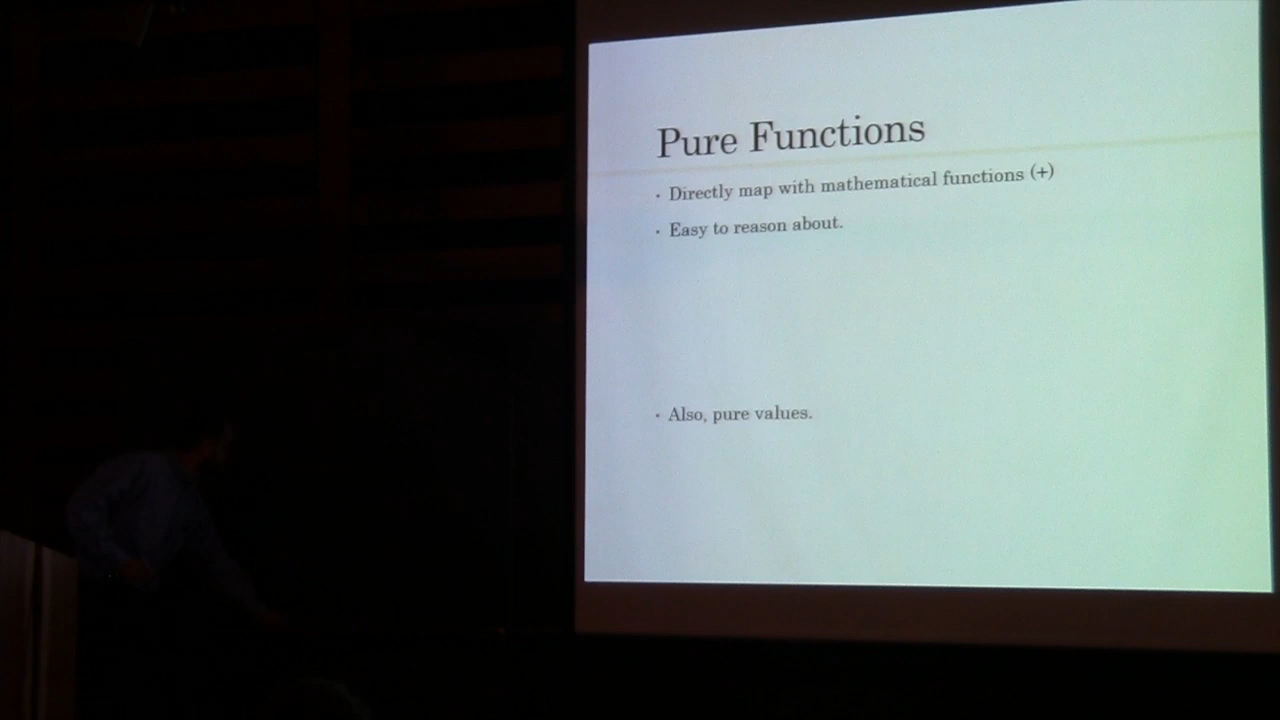 Pure Functions
• Directly map with mathematical functions (+)
• Easy to reason about.
• Also, pure values.